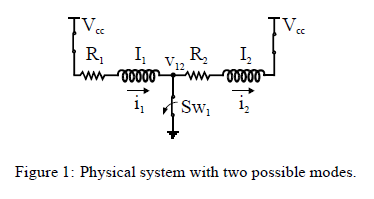 Vcc Vcc
R1 I1 V12 R2 I2
i1 Sw1 i2
Figure 1: Physical system with two possible modes.